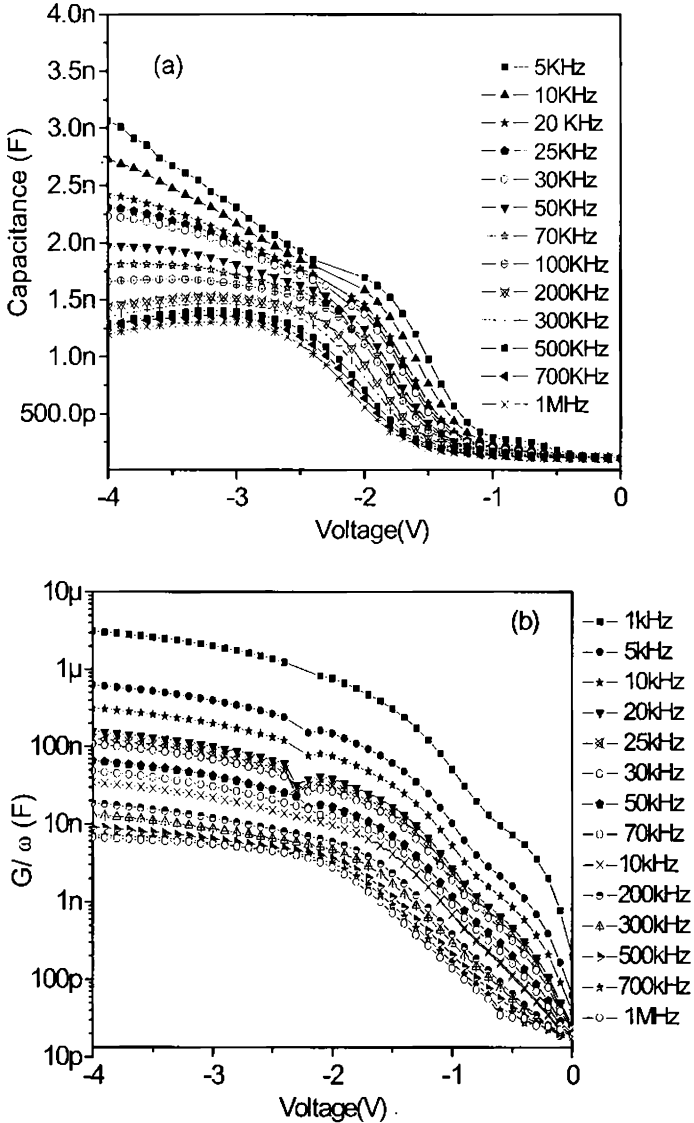 4.0n
(a)
3.5n
3.0n
2.5n
2.0n
1.5n
1.0n
500.0p
Capacitance (F)
5KHz
10KHz
20 KHz
25KHz
30KHz
50KHz
70KHz
100KHz
200KHz
300KHz
500KHz
700KHz
1MHz
-4 -3 -2 -1 0
Voltage(V)
10µ
(b)
1µ
100n
10n
1n
100p
10p
G/ ω (F)
1kHz
5kHz
10kHz
20kHz
25kHz
30kHz
50kHz
70kHz
10kHz
200kHz
300kHz
500kHz
700kHz
1MHz
-4 -3 -2 -1 0
Voltage(V)